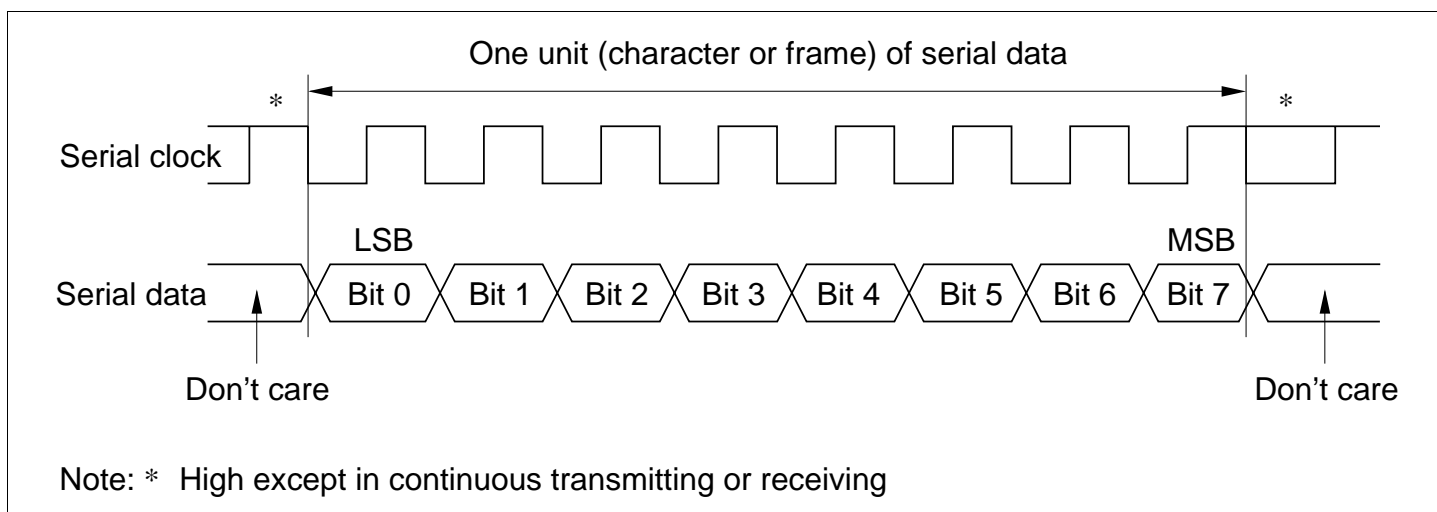 One unit (character or frame) of serial data
* *
Serial clock
LSB MSB
Serial data Bit 0 Bit 1 Bit 2 Bit 3 Bit 4 Bit 5 Bit 6 Bit 7
Don’t care Don’t care
Note: * High except in continuous transmitting or receiving